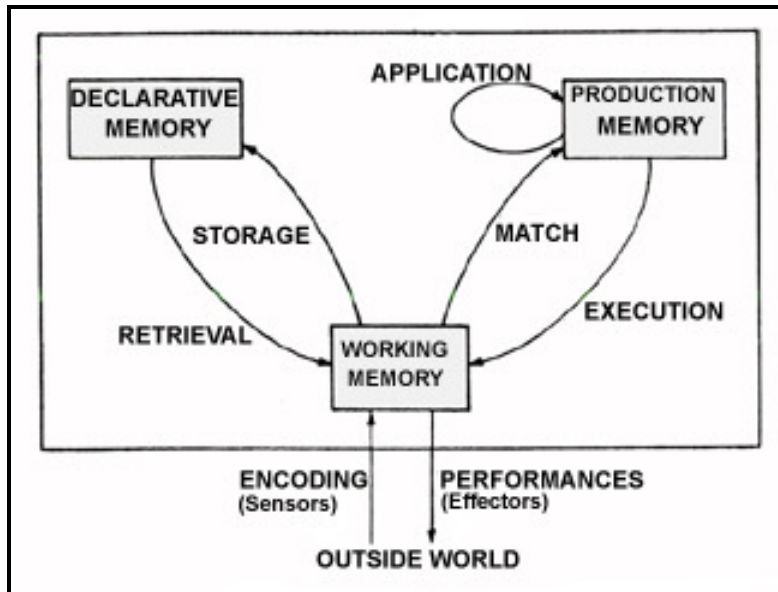 APPLICATION
DECLARATIVE
MEMORY
PRODUCTION
MEMORY
STORAGE
MATCH
RETRIEVAL
EXECUTION
WORKING
MEMORY
ENCODING
(Sensors)
PERFORMANCES
(Effectors)
OUTSIDE WORLD